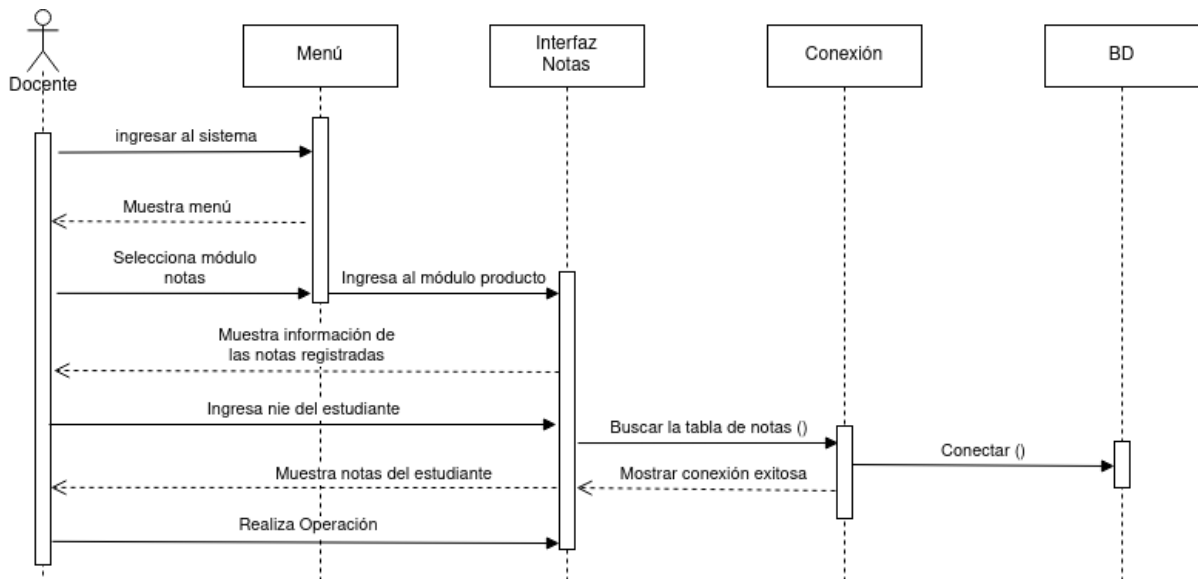 Docente
Menú
Interfaz
Notas
Conexión
BD
ingresar al sistema
Muestra menú
Selecciona módulo
notas
Ingresa al módulo producto
Muestra información de
las notas registradas
Ingresa nie del estudiante
Buscar la tabla de notas ()
Conectar ()
Muestra notas del estudiante
Mostrar conexión exitosa
Realiza Operación